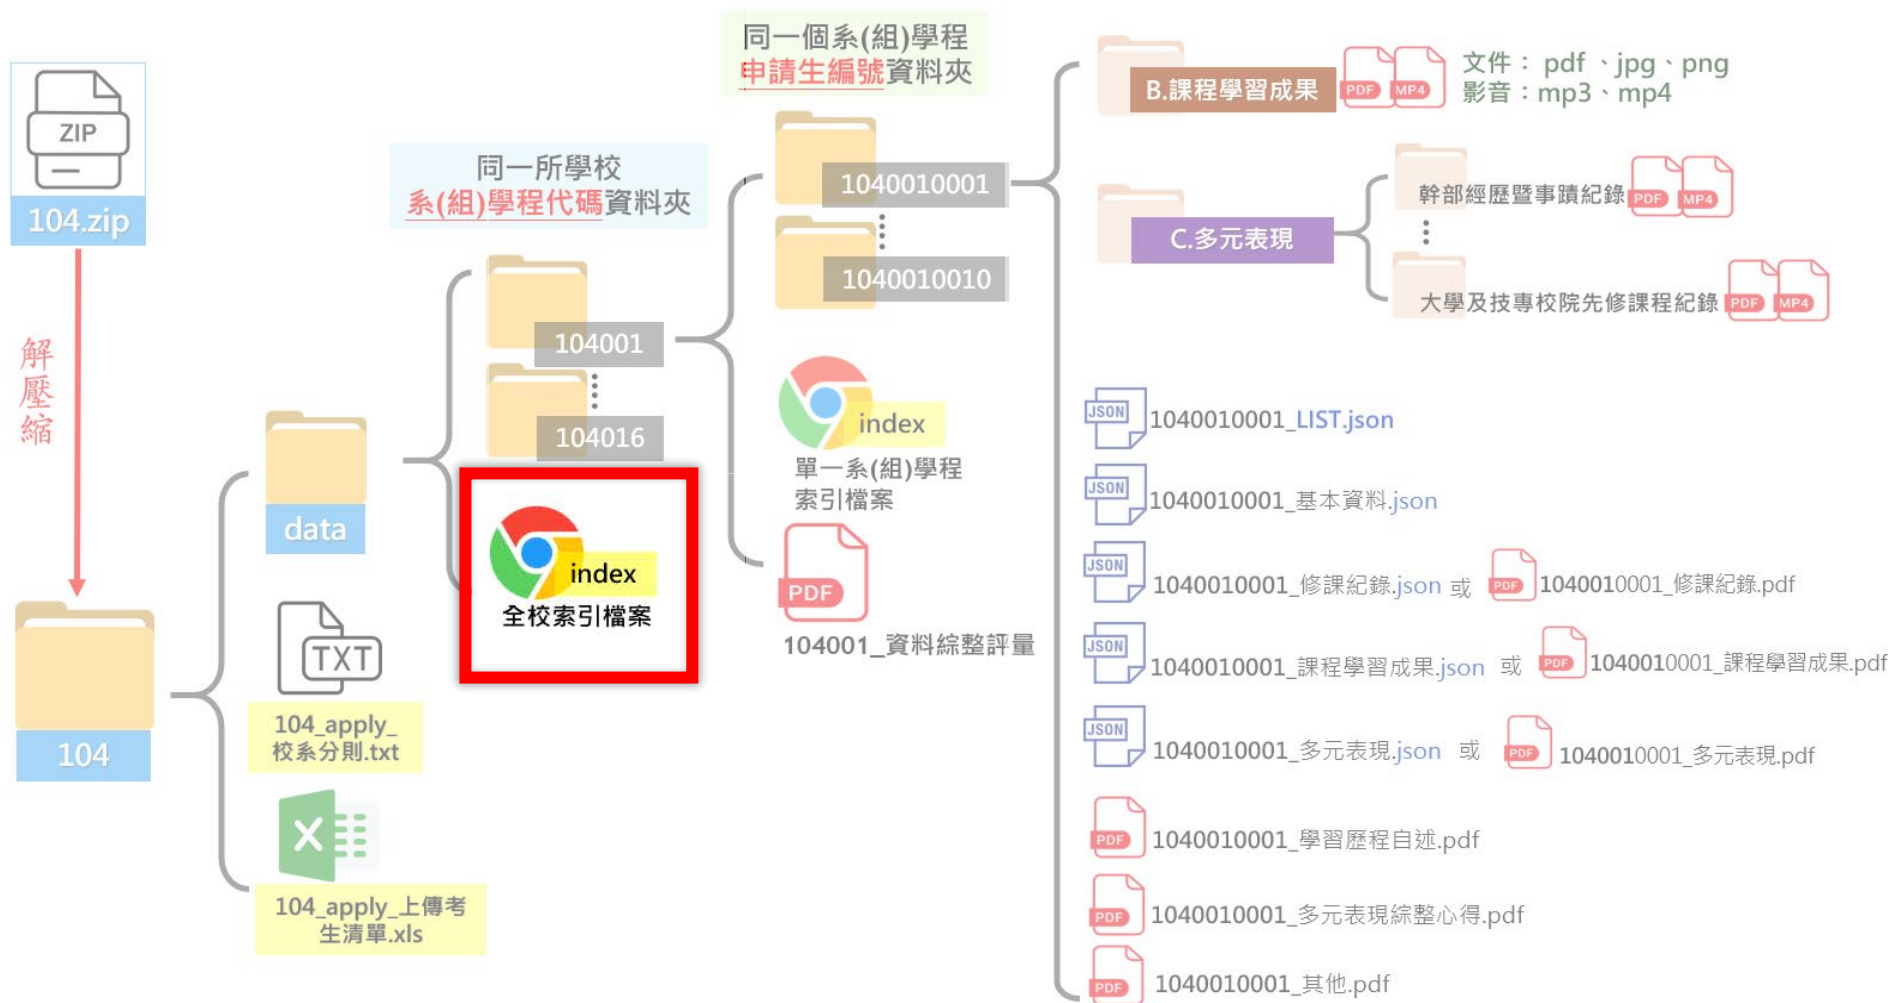 ZIP
104.zip
解壓縮
104
data
TXT
104_apply_
校系分則.txt
X
104_apply_上傳考
生清單.xls
同一所學校
系(組)學程代碼資料夾
104001
104016
index
全校索引檔案
同一個系(組)學程
申請生編號資料夾
1040010001
1040010010
index
單一系(組)學程
索引檔案
PDF
104001_資料綜整評量
B.課程學習成果
PDF MP4
文件： pdf 、jpg、png
影音：mp3、mp4
C.多元表現
幹部經歷暨事蹟紀錄 PDF MP4
大學及技專校院先修課程紀錄 PDF MP4
JSON 1040010001_LIST.json
JSON 1040010001_基本資料.json
JSON 1040010001_修課紀錄.json 或 PDF 1040010001_修課紀錄.pdf
JSON 1040010001_課程學習成果.json 或 PDF 1040010001_課程學習成果.pdf
JSON 1040010001_多元表現.json 或 PDF 1040010001_多元表現.pdf
PDF 1040010001_學習歷程自述.pdf
PDF 1040010001_多元表現綜整心得.pdf
PDF 1040010001_其他.pdf